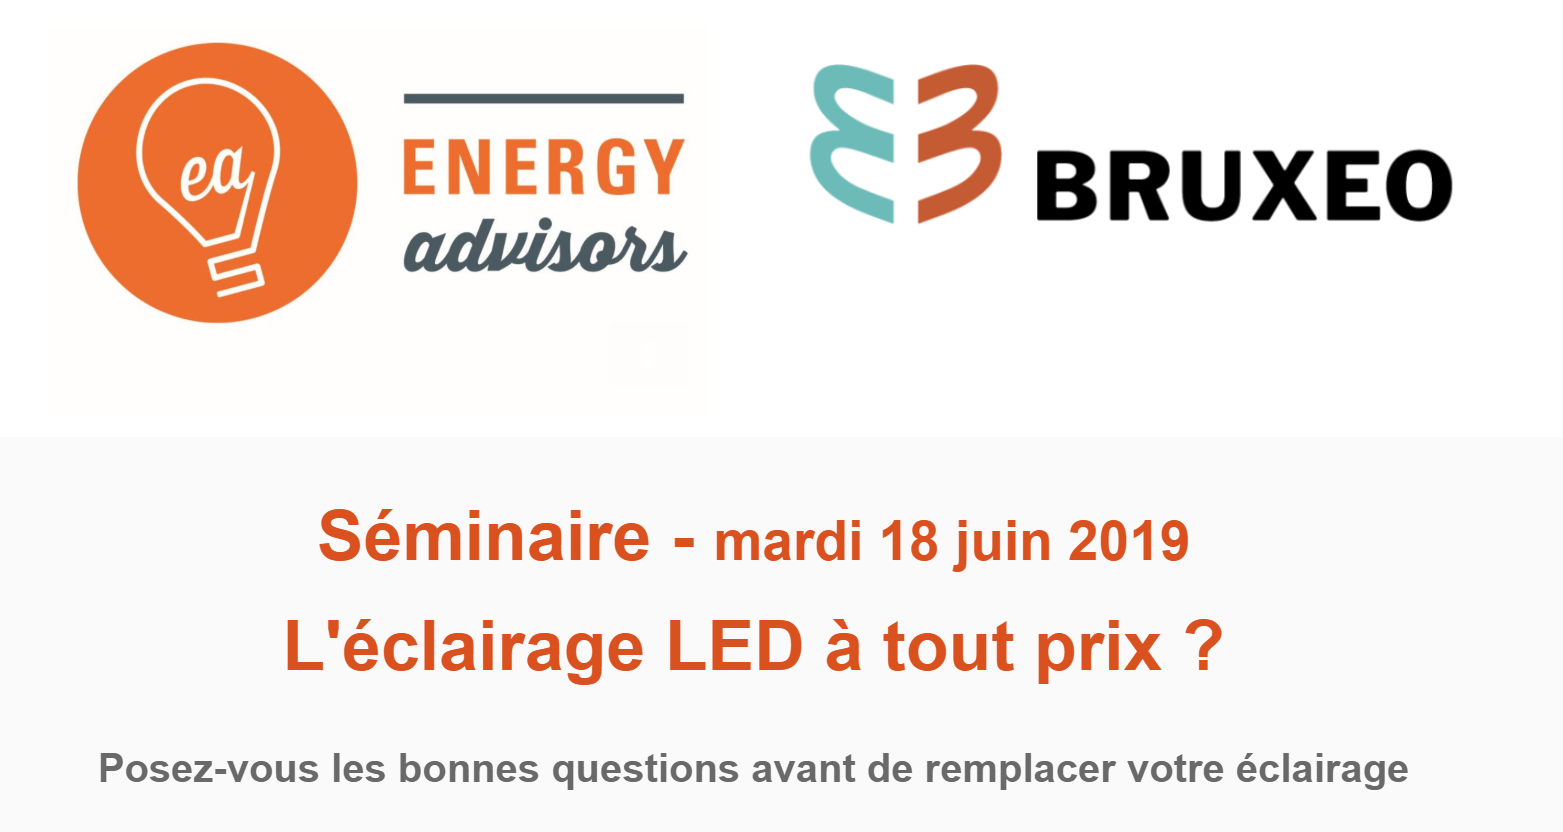 ea
ENERGY
advisors
BRUXEO
Séminaire - mardi 18 juin 2019
L'éclairage LED à tout prix ?
Posez-vous les bonnes questions avant de remplacer votre éclairage